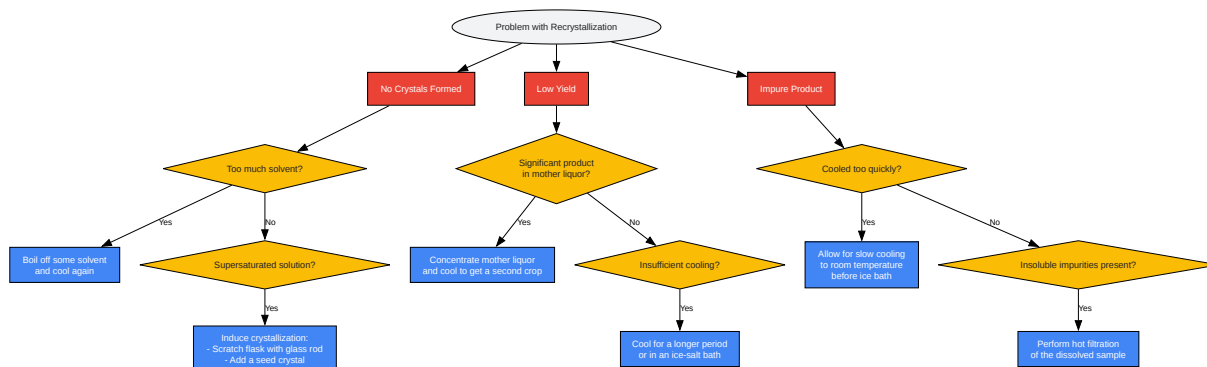 Problem with Recrystallization
No Crystals Formed
Low Yield
Impure Product
Too much solvent?
Significant product
in mother liquor?
Cooled too quickly?
Yes
No
Yes
No
Yes
No
Boil off some solvent
and cool again
Supersaturated solution?
Concentrate mother liquor
and cool to get a second crop
Insufficient cooling?
Allow for slow cooling
to room temperature
before ice bath
Insoluble impurities present?
Yes
Yes
Yes
Induce crystallization:
- Scratch flask with glass rod
- Add a seed crystal
Cool for a longer period
or in an ice-salt bath
Perform hot filtration
of the dissolved sample